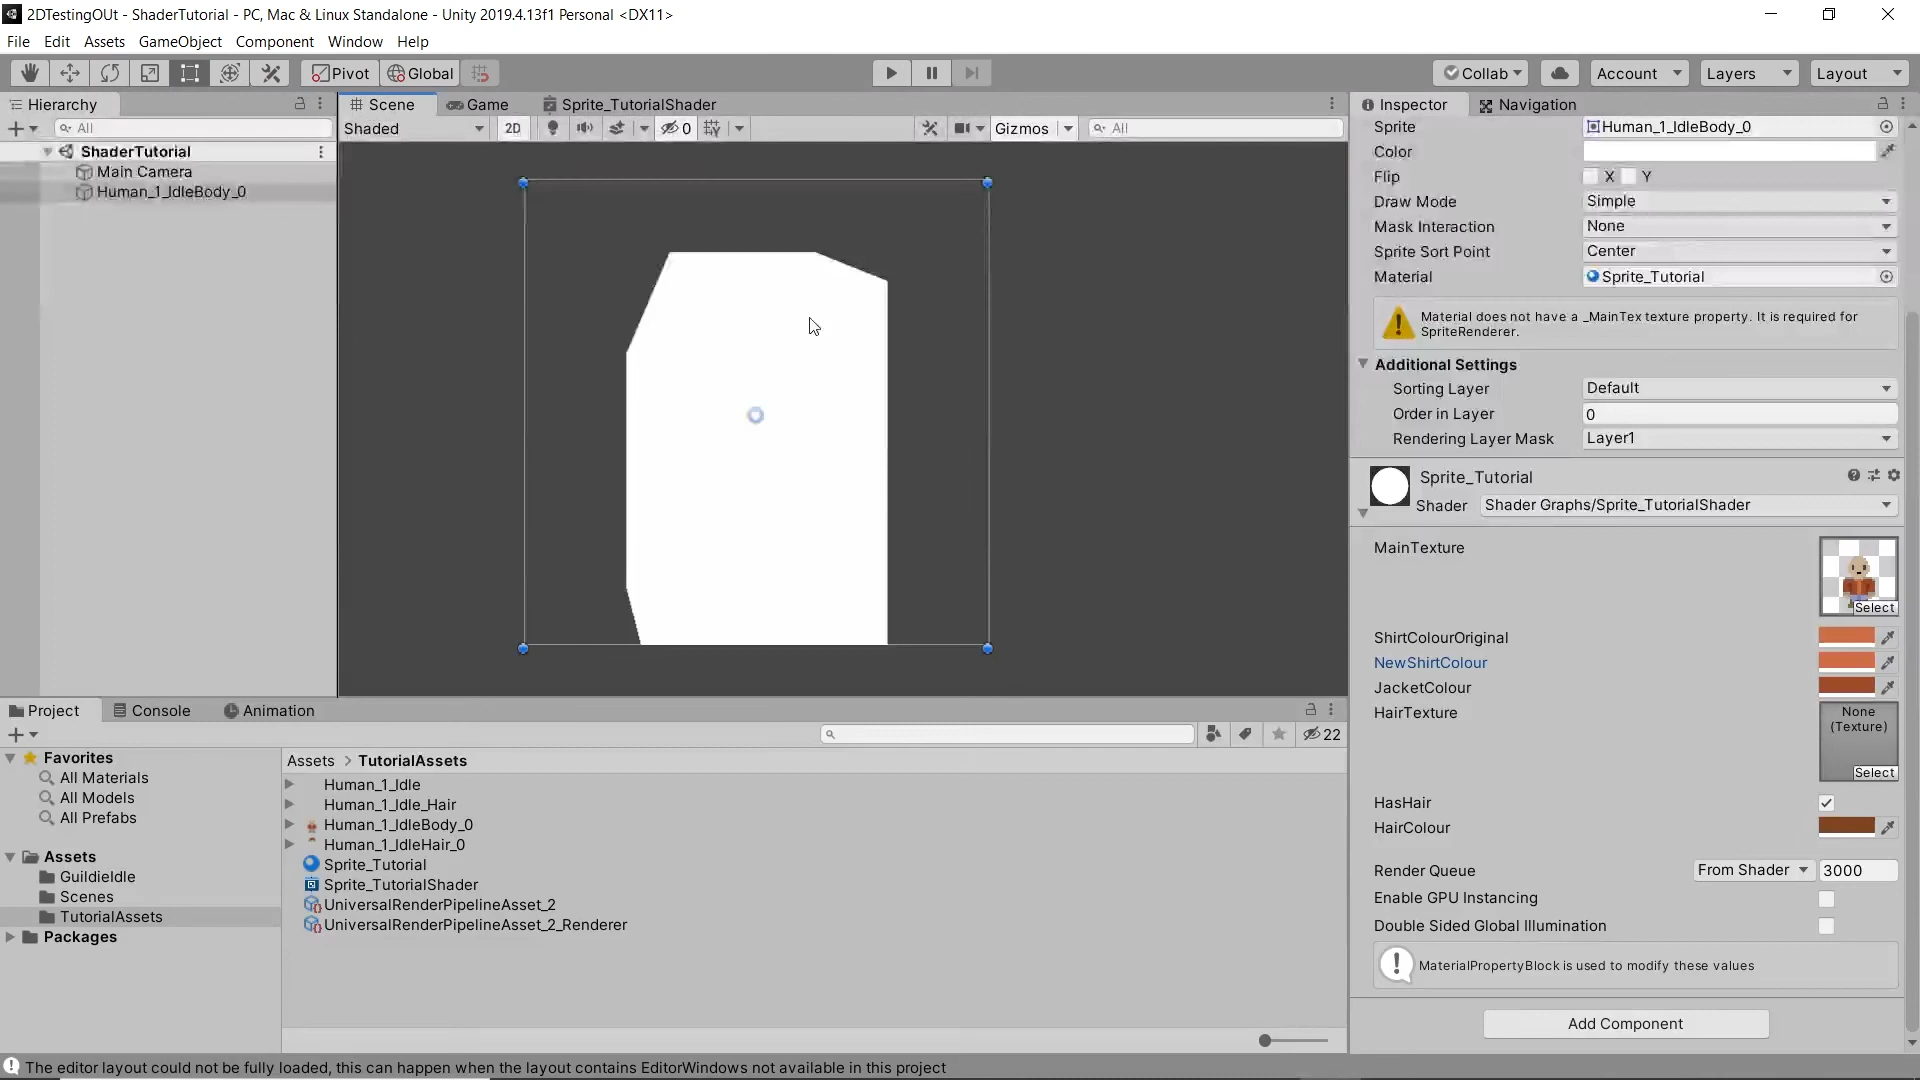 2DTestingOUt - ShaderTutorial - PC, Mac & Linux Standalone - Unity 2019.4.13f1 Personal <DX11>
File Edit Assets GameObject Component Window Help
Pivot Global Collab Account Layers Layout
Hierarchy
All
ShaderTutorial
Main Camera
Human_1_IdleBody_0
Scene Game Sprite_TutorialShader
Shaded 2D 0 Gizmos All
Inspector Navigation
Sprite Human_1_IdleBody_0
Color
Flip X Y
Draw Mode Simple
Mask Interaction None
Sprite Sort Point Center
Material Sprite_Tutorial
Material does not have a _MainTex texture property. It is required for
SpriteRenderer.
Additional Settings
Sorting Layer Default
Order in Layer 0
Rendering Layer Mask Layer1
Sprite_Tutorial
Shader Shader Graphs/Sprite_TutorialShader
MainTexture
Select
ShirtColourOriginal
NewShirtColour
JacketColour
HairTexture
None
(Texture)
Select
HasHair
HairColour
Render Queue From Shader 3000
Enable GPU Instancing
Double Sided Global Illumination
MaterialPropertyBlock is used to modify these values
Add Component
Project Console Animation
22
Favorites
All Materials
All Models
All Prefabs
Assets
GuildieIdle
Scenes
TutorialAssets
Packages
Assets > TutorialAssets
Human_1_Idle
Human_1_Idle_Hair
Human_1_IdleBody_0
Human_1_IdleHair_0
Sprite_Tutorial
Sprite_TutorialShader
UniversalRenderPipelineAsset_2
UniversalRenderPipelineAsset_2_Renderer
The editor layout could not be fully loaded, this can happen when the layout contains EditorWindows not available in this project